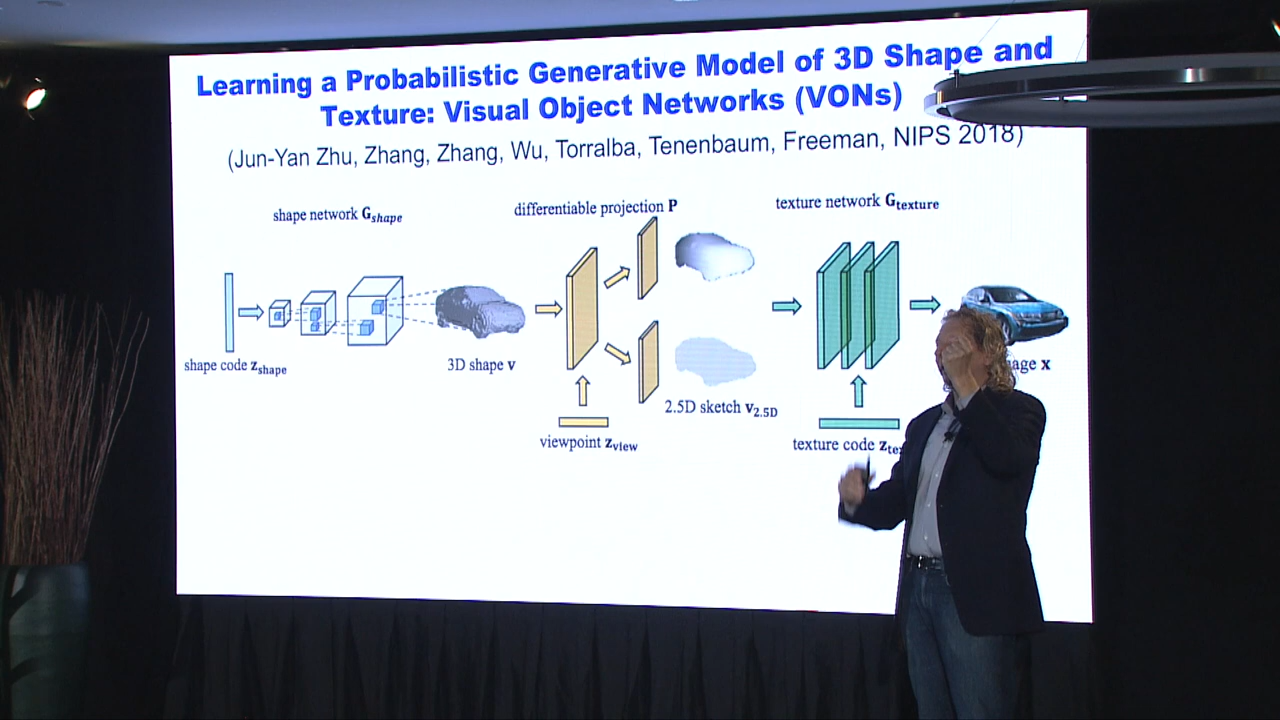 Learning a Probabilistic Generative Model of 3D Shape and
Texture: Visual Object Networks (VONs)
(Jun-Yan Zhu, Zhang, Zhang, Wu, Torralba, Tenenbaum, Freeman, NIPS 2018)
shape network G_shape
differentiable projection P
texture network G_texture
shape code z_shape
3D shape v
2.5D sketch v_2.5D
x
viewpoint z_view
texture code